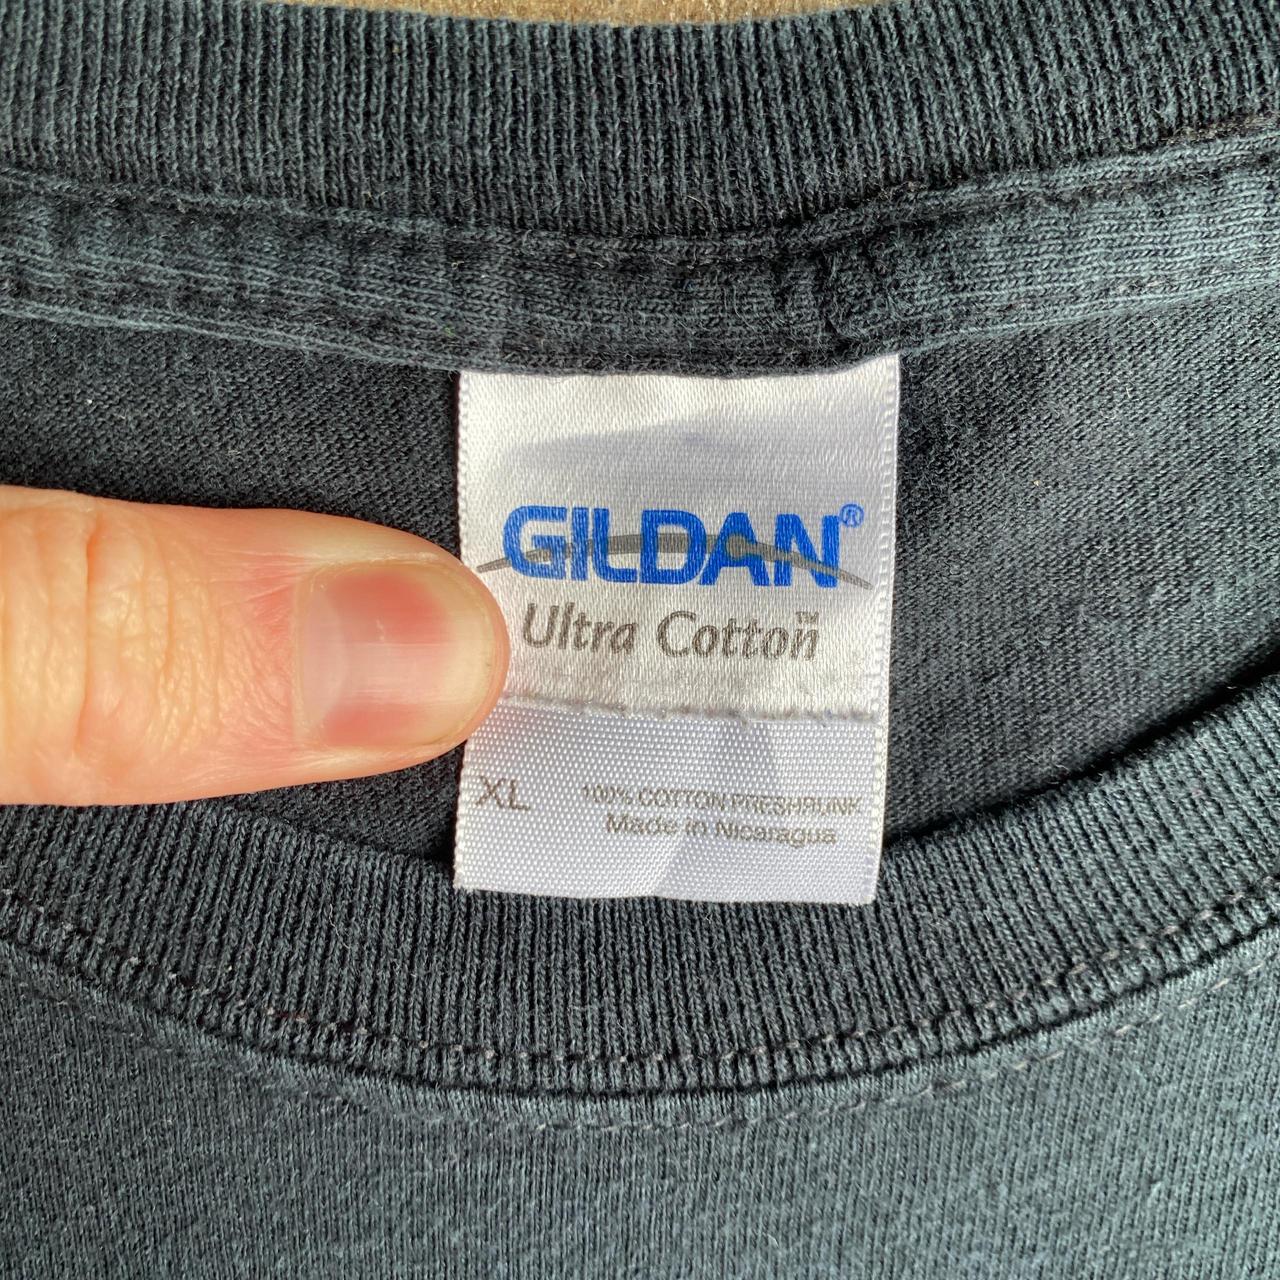 GILDAN®
Ultra Cotton™
XL
100% COTTON PRESHRUNK
Made in Nicaragua